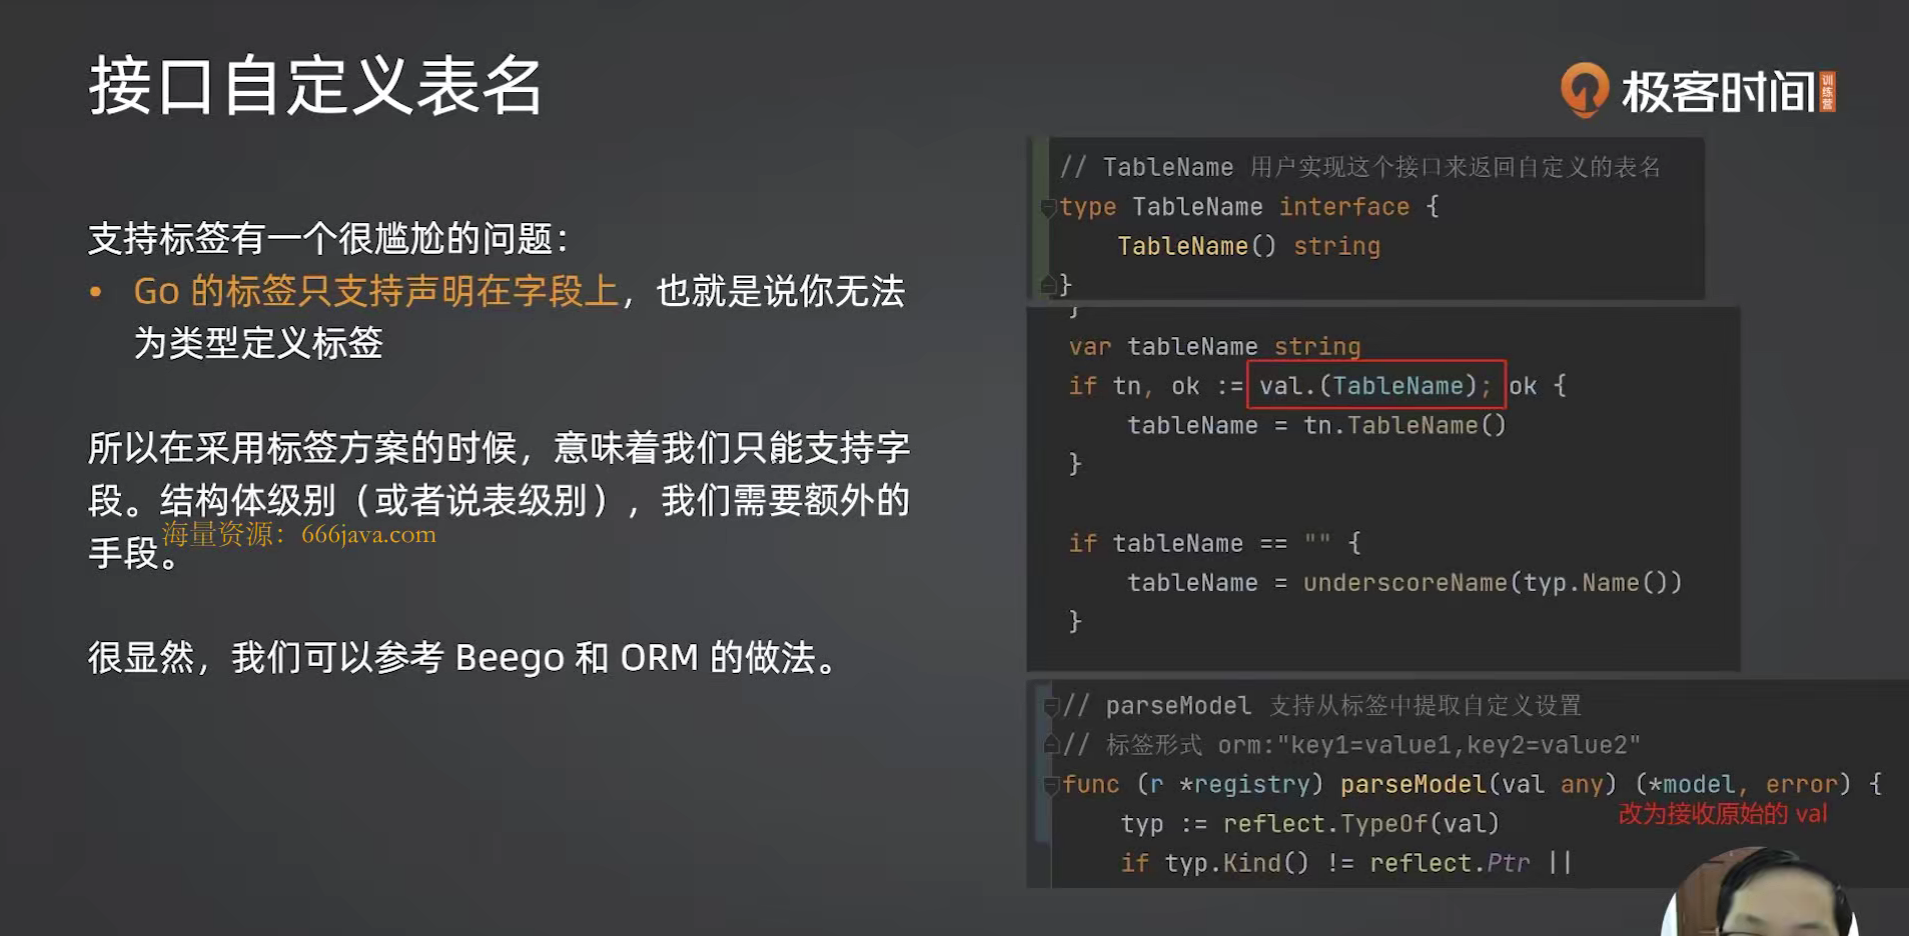 接口自定义表名
极客时间
训练营
支持标签有一个很尴尬的问题：
• Go 的标签只支持声明在字段上，也就是说你无法
为类型定义标签
所以在采用标签方案的时候，意味着我们只能支持字
段。结构体级别（或者说表级别），我们需要额外的
手段。
海量资源：666java.com
很显然，我们可以参考 Beego 和 ORM 的做法。
// TableName 用户实现这个接口来返回自定义的表名
type TableName interface {
    TableName() string
}
}
var tableName string
if tn, ok := val.(TableName); ok {
    tableName = tn.TableName()
}
if tableName == "" {
    tableName = underscoreName(typ.Name())
}
// parseModel 支持从标签中提取自定义设置
// 标签形式 orm:"key1=value1,key2=value2"
func (r *registry) parseModel(val any) (*model, error) {
改为接收原始的 val
    typ := reflect.TypeOf(val)
    if typ.Kind() != reflect.Ptr ||